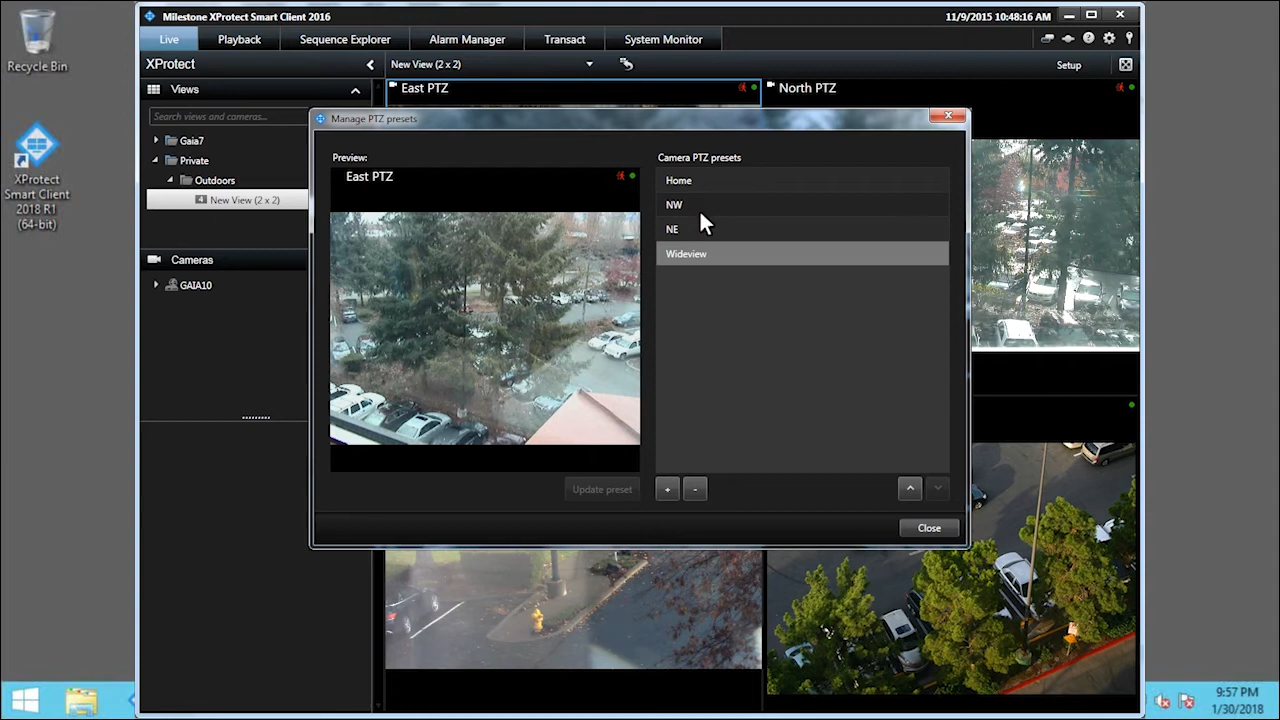 Recycle Bin
XProtect
Smart Client
2018 R1
(64-bit)
Milestone XProtect Smart Client 2016
11/9/2015 10:48:16 AM
Live
Playback
Sequence Explorer
Alarm Manager
Transact
System Monitor
XProtect
New View (2 x 2)
Setup
Views
East PTZ
North PTZ
Search views and cameras...
Gaia7
Private
Outdoors
4 New View (2 x 2)
Cameras
GAIA10
Manage PTZ presets
Preview:
East PTZ
Camera PTZ presets
Home
NW
NE
Wideview
Update preset
+
-
Close
9:57 PM
1/30/2018